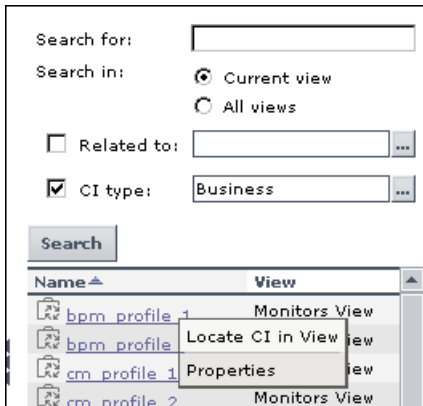 Search for:
Search in: Current view
All views
Related to: ...
CI type: Business ...
Search
Name View
bpm_profile_1 Monitors View
bpm_profile iew
Locate CI in View
cm_profile_1 iew
Properties
cm_profile_2 Monitors View